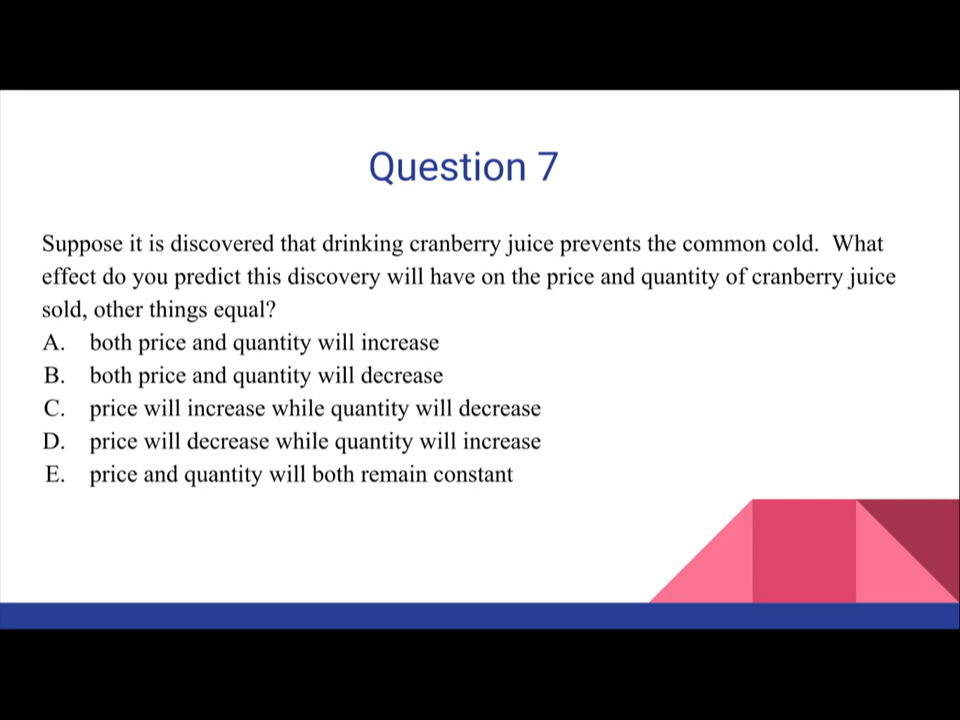 Question 7
Suppose it is discovered that drinking cranberry juice prevents the common cold.  What
effect do you predict this discovery will have on the price and quantity of cranberry juice
sold, other things equal?
A. both price and quantity will increase
B. both price and quantity will decrease
C. price will increase while quantity will decrease
D. price will decrease while quantity will increase
E. price and quantity will both remain constant